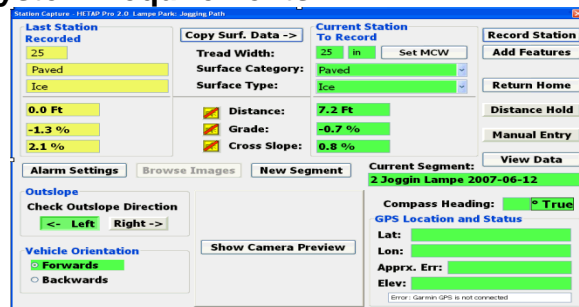 Station Capture - HETAP Pro 2.0 Lampe Park: Jogging Path
Last Station Recorded
Copy Surf. Data ->
Current Station To Record
Record Station
25
Tread Width:
25 in
Set MCW
Add Features
Paved
Surface Category:
Paved
Ice
Surface Type:
Ice
Return Home
0.0 Ft
Distance:
7.2 Ft
Distance Hold
-1.3 %
Grade:
-0.7 %
Manual Entry
2.1 %
Cross Slope:
0.8 %
View Data
Alarm Settings
Browse Images
New Segment
Current Segment:
2 Joggin Lampe 2007-06-12
Outslope
Check Outslope Direction
<- Left
Right ->
Compass Heading:
° True
GPS Location and Status
Lat:
Lon:
Apprx. Err:
Elev:
Error: Garmin GPS is not connected
Show Camera Preview
Vehicle Orientation
Forwards
Backwards